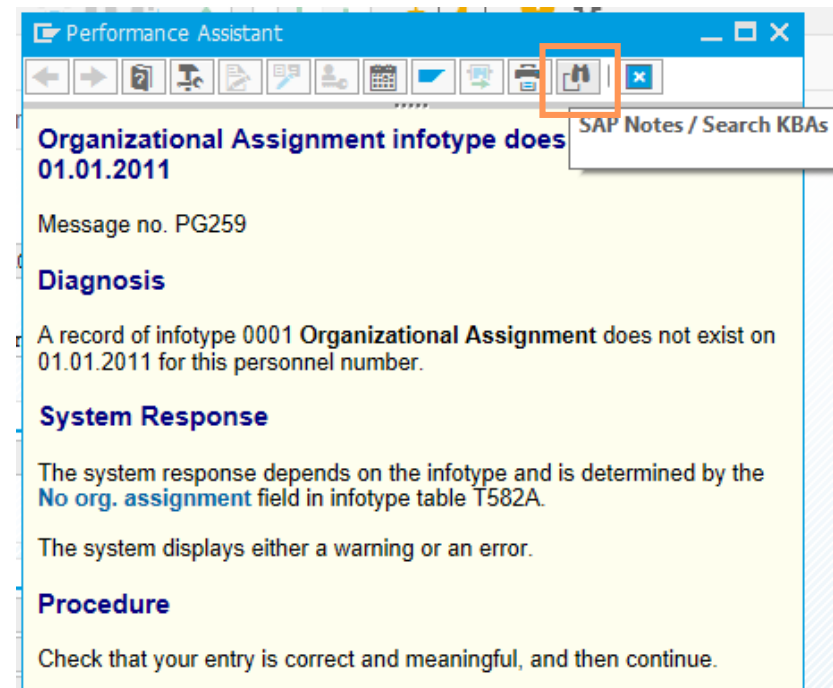 Performance Assistant
SAP Notes / Search KBAs
Organizational Assignment infotype does
01.01.2011
Message no. PG259
Diagnosis
A record of infotype 0001 Organizational Assignment does not exist on
01.01.2011 for this personnel number.
System Response
The system response depends on the infotype and is determined by the
No org. assignment field in infotype table T582A.
The system displays either a warning or an error.
Procedure
Check that your entry is correct and meaningful, and then continue.